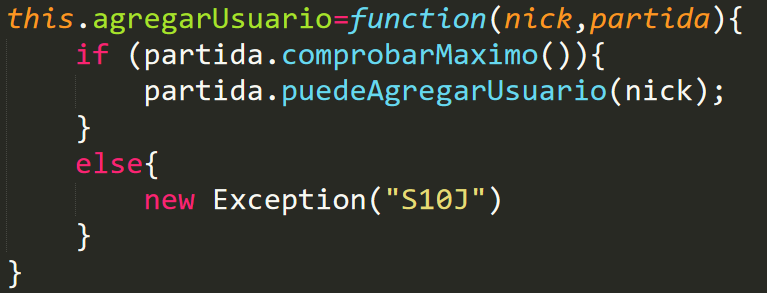 this.agregarUsuario=function(nick,partida){
    if (partida.comprobarMaximo()){
        partida.puedeAgregarUsuario(nick);
    }
    else{
        new Exception("S10J")
    }
}